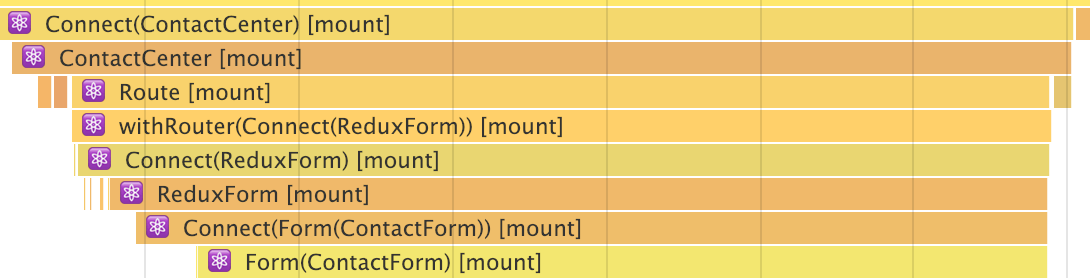 Connect(ContactCenter) [mount]
ContactCenter [mount]
Route [mount]
withRouter(Connect(ReduxForm)) [mount]
Connect(ReduxForm) [mount]
ReduxForm [mount]
Connect(Form(ContactForm)) [mount]
Form(ContactForm) [mount]